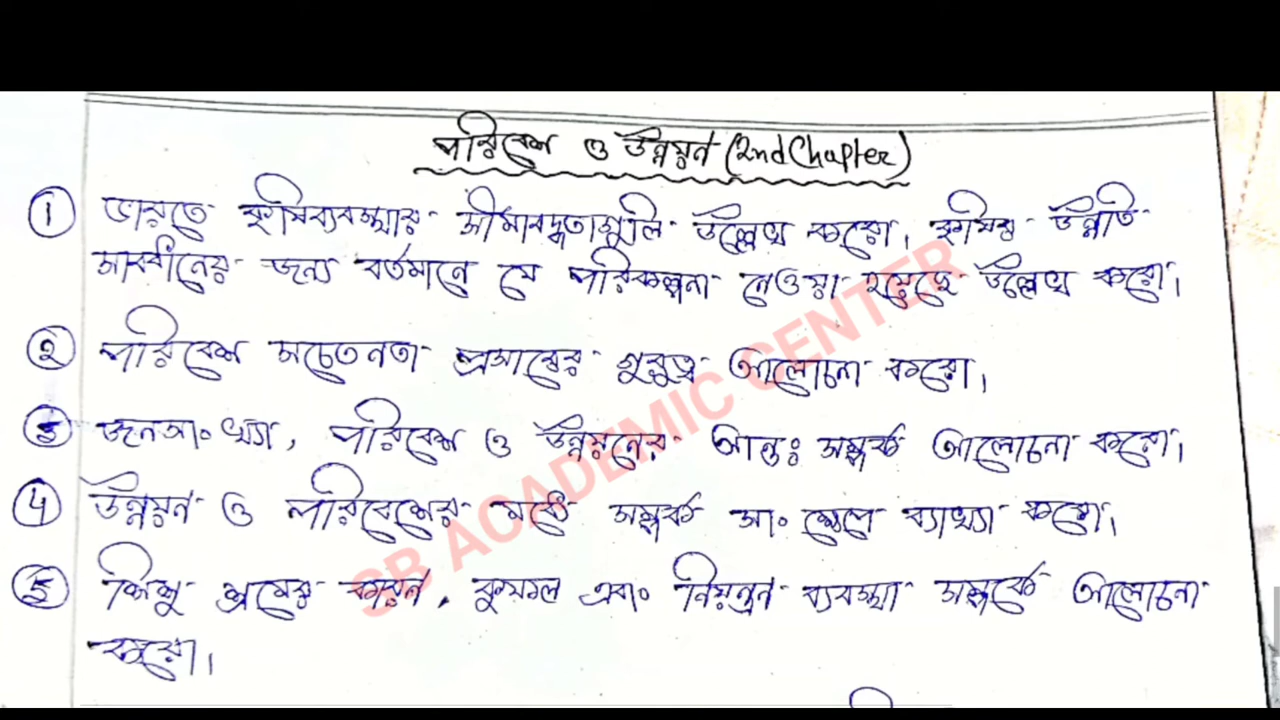 পরিবেশ ও উন্নয়ন (2nd Chapter)
① ভারতে কৃষিব্যবস্থার সীমাবদ্ধতাগুলি উল্লেখ করো। কৃষির উন্নতি
সাধনের জন্য বর্তমানে যে পরিকল্পনা নেওয়া হয়েছে উল্লেখ করো।
② পরিবেশ সচেতনতা প্রসারের গুরুত্ব আলোচনা করো।
③ জনসংখ্যা, পরিবেশ ও উন্নয়নের আন্তঃ সম্পর্ক আলোচনা করো।
④ উন্নয়ন ও পরিবেশের মধ্যে সম্পর্ক সংক্ষেপে ব্যাখ্যা করো।
⑤ শিশু শ্রমের কারন, কুফল এবং নিয়ন্ত্রন ব্যবস্থা সম্পর্কে আলোচনা
করো।
SB ACADEMIC CENTER